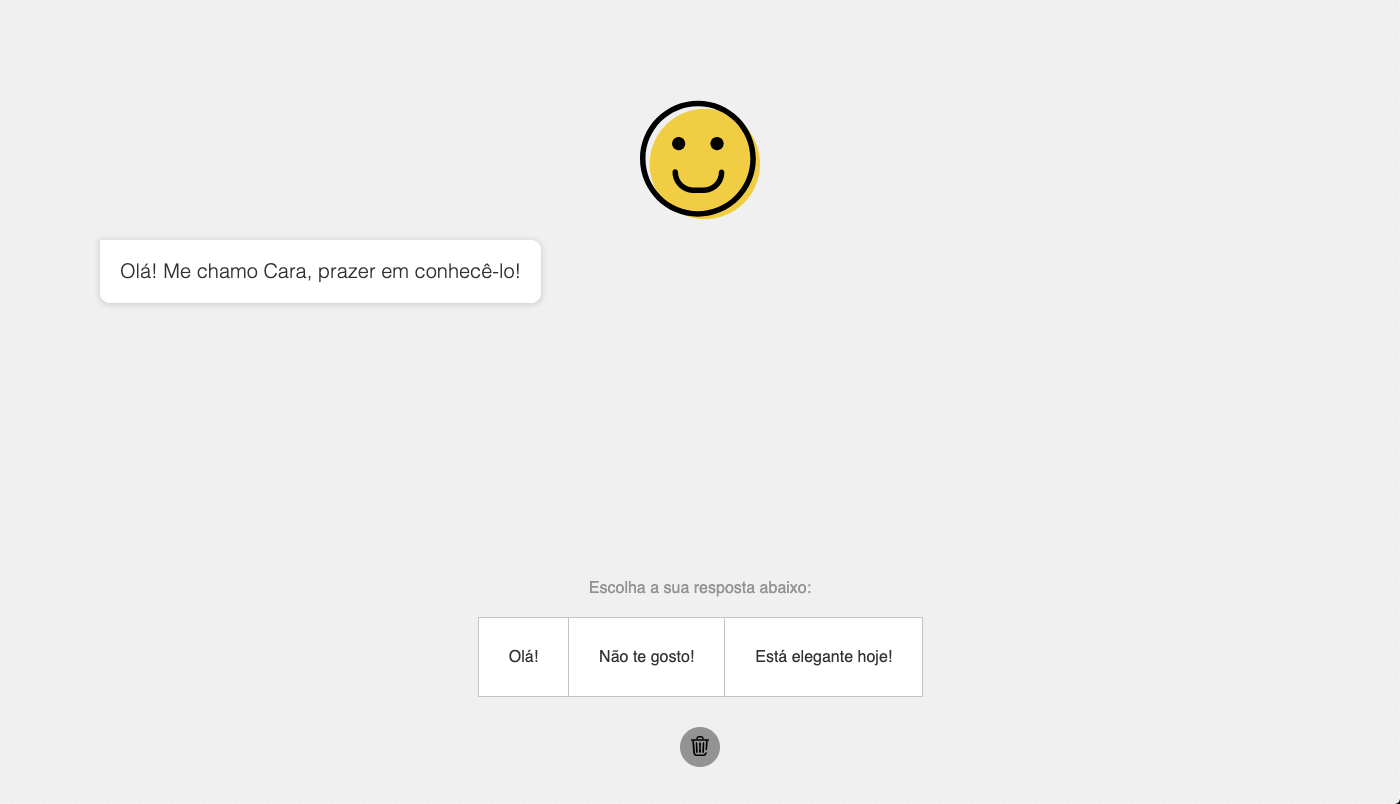 Olá! Me chamo Cara, prazer em conhecê-lo!
Escolha a sua resposta abaixo:
Olá!
Não te gosto!
Está elegante hoje!